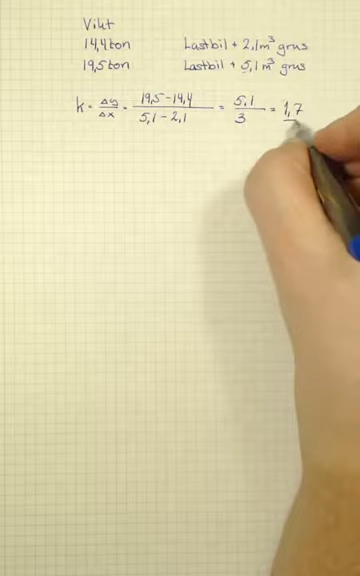 Vikt
14,4 ton Lastbil + 2,1 m³ grus
19,5 ton Lastbil + 5,1 m³ grus
k = Δy/Δx = (19,5 - 14,4)/(5,1 - 2,1) = 5,1/3 = 1,7